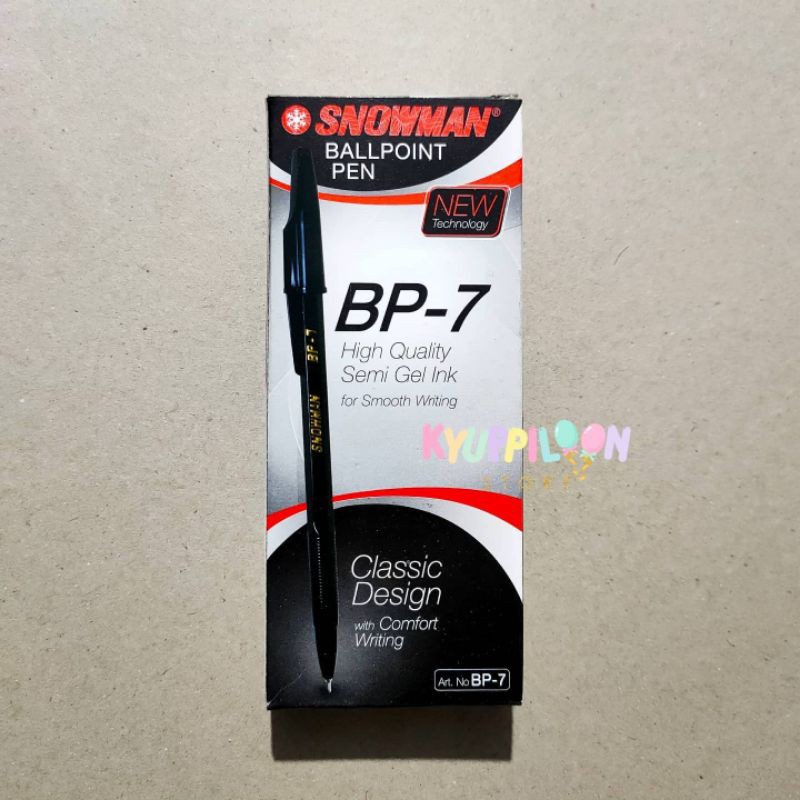 SNOWMAN®
BALLPOINT
PEN
NEW
Technology
BP-7
High Quality
Semi Gel Ink
for Smooth Writing
BP-7
SNOWMAN
KYUPPILOON
STORE
Classic
Design
with Comfort
Writing
Art. No BP-7